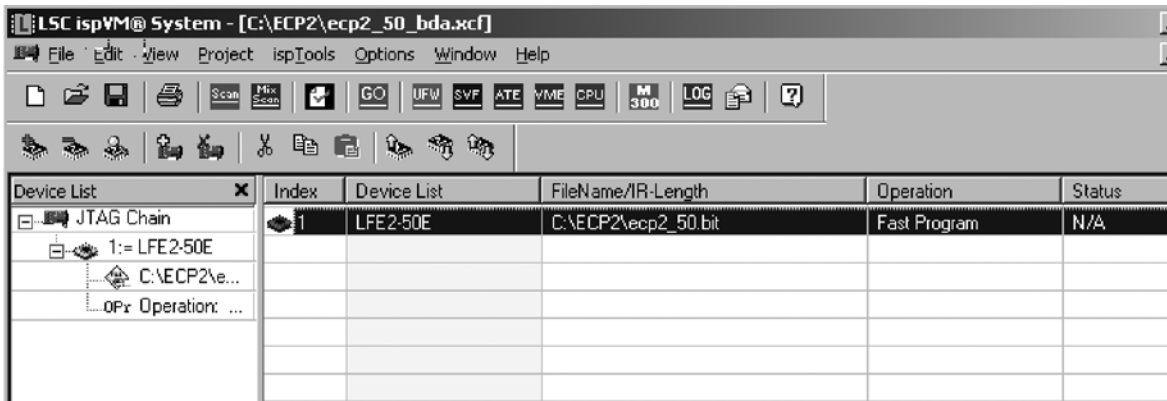 LSC ispVM® System - [C:\ECP2\ecp2_50_bda.xcf]
File Edit View Project ispTools Options Window Help
Scan Mix Scan GO UFW SVF ATE VME CPU M 300 LOG
Device List Index Device List FileName/IR-Length Operation Status
JTAG Chain 1 LFE2-50E C:\ECP2\ecp2_50.bit Fast Program N/A
1:= LFE2-50E
C:\ECP2\e...
OPr Operation: ...